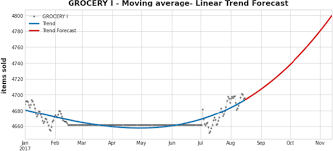 GROCERY I - Moving average- Linear Trend Forecast
GROCERY I
Trend
Trend Forecast
items sold
4800
4780
4760
4740
4720
4700
4680
4660
Jan Feb Mar Apr May Jun Jul Aug Sep Oct Nov
2017